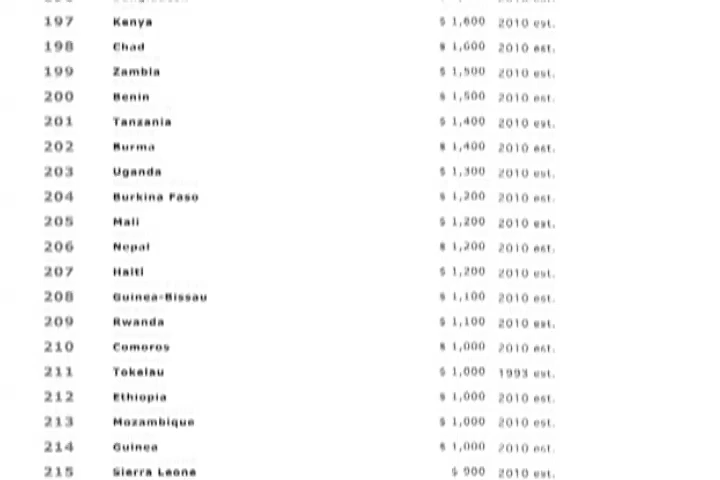 197 Kenya $ 1,600 2010 est.
198 Chad $ 1,600 2010 est.
199 Zambia $ 1,500 2010 est.
200 Benin $ 1,500 2010 est.
201 Tanzania $ 1,400 2010 est.
202 Burma $ 1,400 2010 est.
203 Uganda $ 1,300 2010 est.
204 Burkina Faso $ 1,200 2010 est.
205 Mali $ 1,200 2010 est.
206 Nepal $ 1,200 2010 est.
207 Haiti $ 1,200 2010 est.
208 Guinea-Bissau $ 1,100 2010 est.
209 Rwanda $ 1,100 2010 est.
210 Comoros $ 1,000 2010 est.
211 Tokelau $ 1,000 1993 est.
212 Ethiopia $ 1,000 2010 est.
213 Mozambique $ 1,000 2010 est.
214 Guinea $ 1,000 2010 est.
215 Sierra Leone $ 900 2010 est.